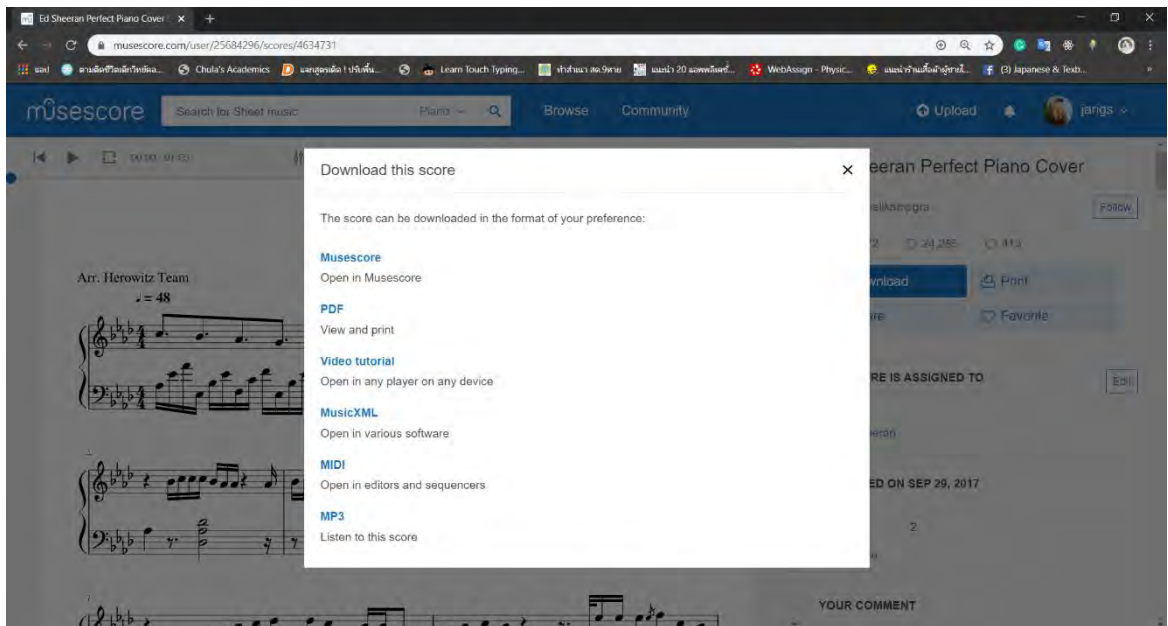 Ed Sheeran Perfect Piano Cover
musescore.com/user/25684296/scores/4634731
Chula's Academics
Learn Touch Typing...
WebAssign - Physic...
(3) Japanese & Textb...
musescore
Search for Sheet music
Piano
Browse
Community
Upload
jangs
Download this score
The score can be downloaded in the format of your preference:
Musescore
Open in Musescore
PDF
View and print
Video tutorial
Open in any player on any device
MusicXML
Open in various software
MIDI
Open in editors and sequencers
MP3
Listen to this score
eeran Perfect Piano Cover
Follow
24,285
wnload
Print
Favorite
RE IS ASSIGNED TO
Edit
ED ON SEP 29, 2017
2
YOUR COMMENT
Arr. Herowitz Team
= 48